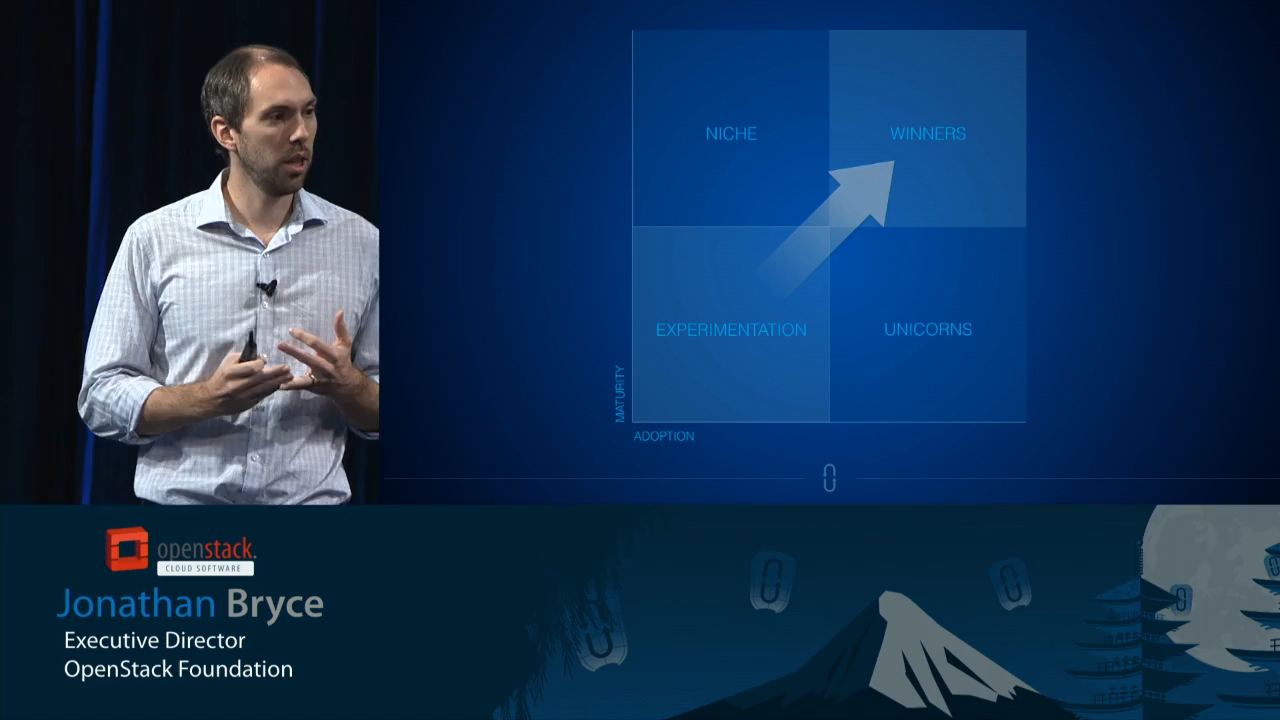 NICHE
WINNERS
EXPERIMENTATION
UNICORNS
MATURITY
ADOPTION
openstack.
CLOUD SOFTWARE
Jonathan Bryce
Executive Director
OpenStack Foundation